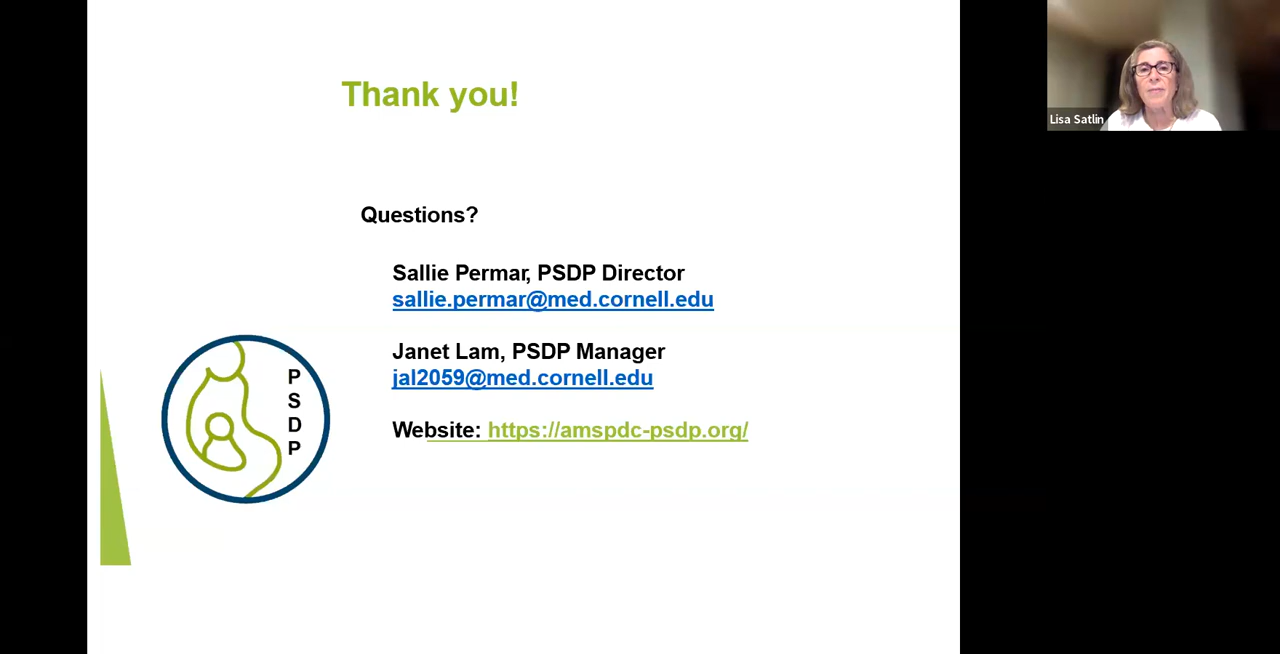 Thank you!
Lisa Satlin
Questions?
Sallie Permar, PSDP Director
sallie.permar@med.cornell.edu
Janet Lam, PSDP Manager
jal2059@med.cornell.edu
Website: https://amspdc-psdp.org/
P
S
D
P